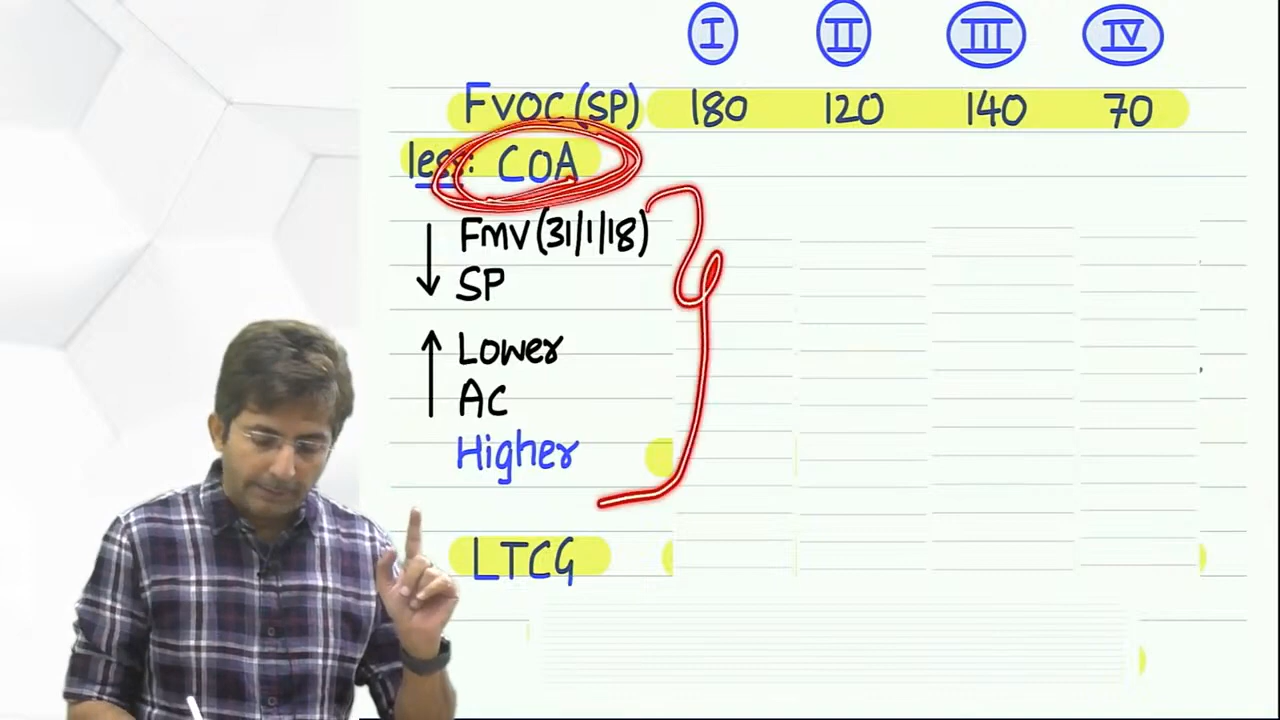 I II III IV
FVOC (SP) 180 120 140 70
less: COA
↓ FMV (31/1/18)
SP
↑ Lower
AC
Higher
LTCG